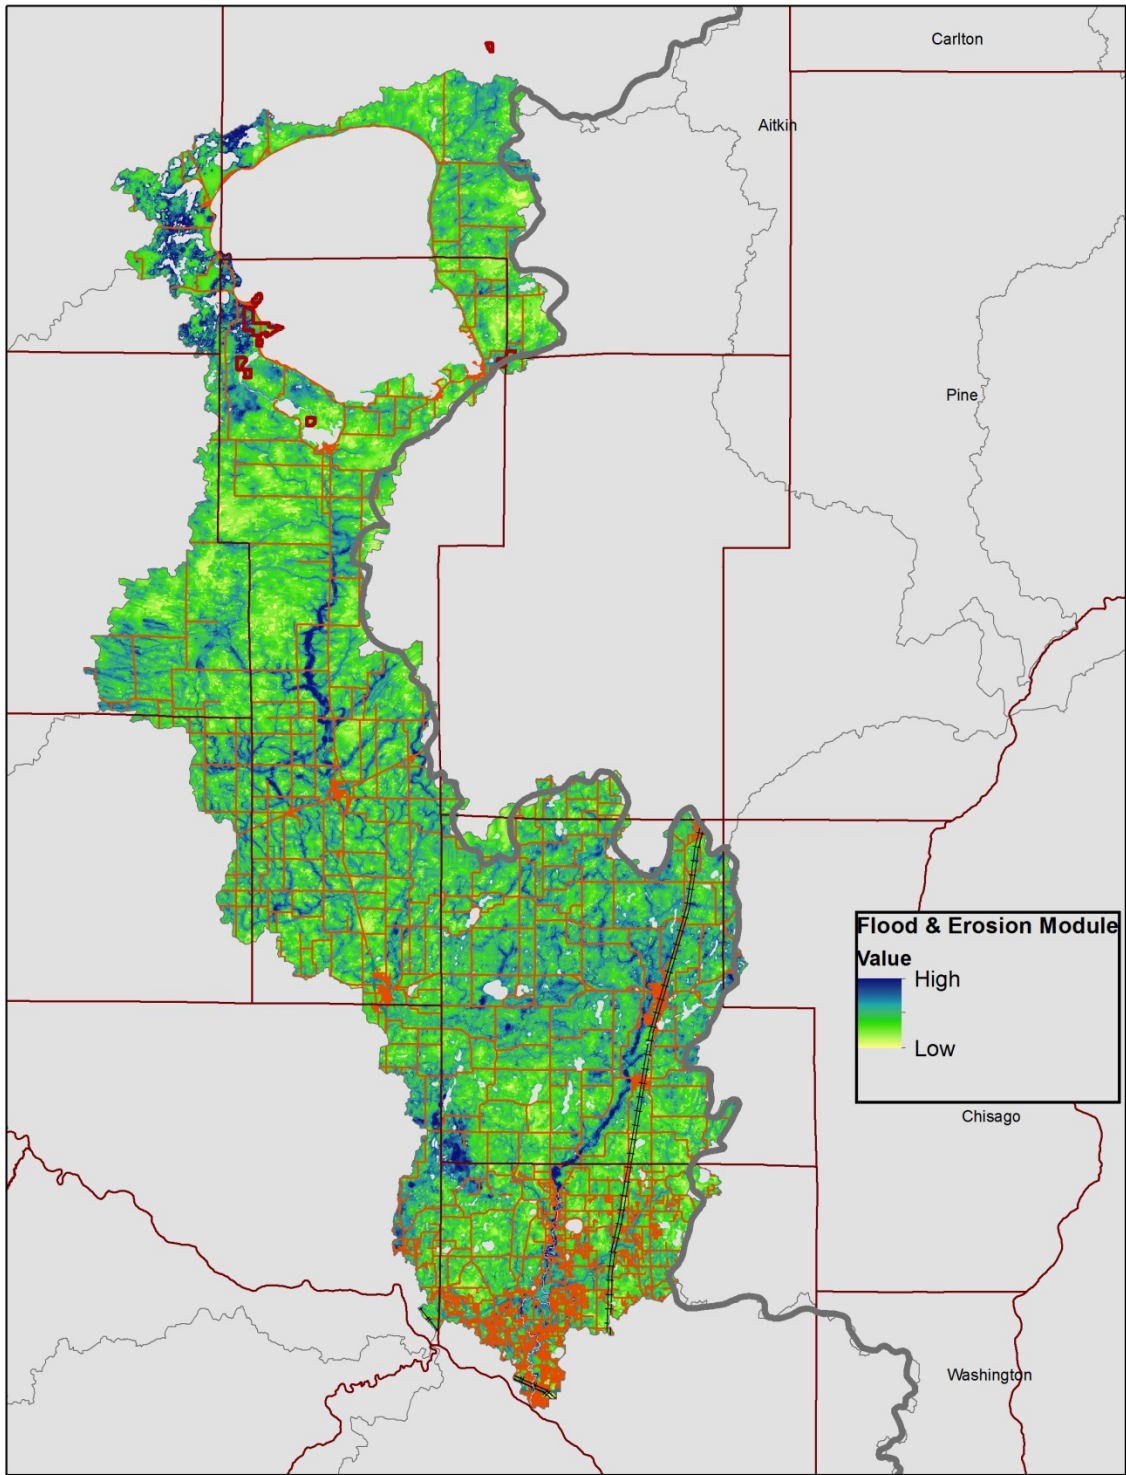 Carlton
Aitkin
Pine
Flood & Erosion Module
Value
High
Low
Chisago
Washington